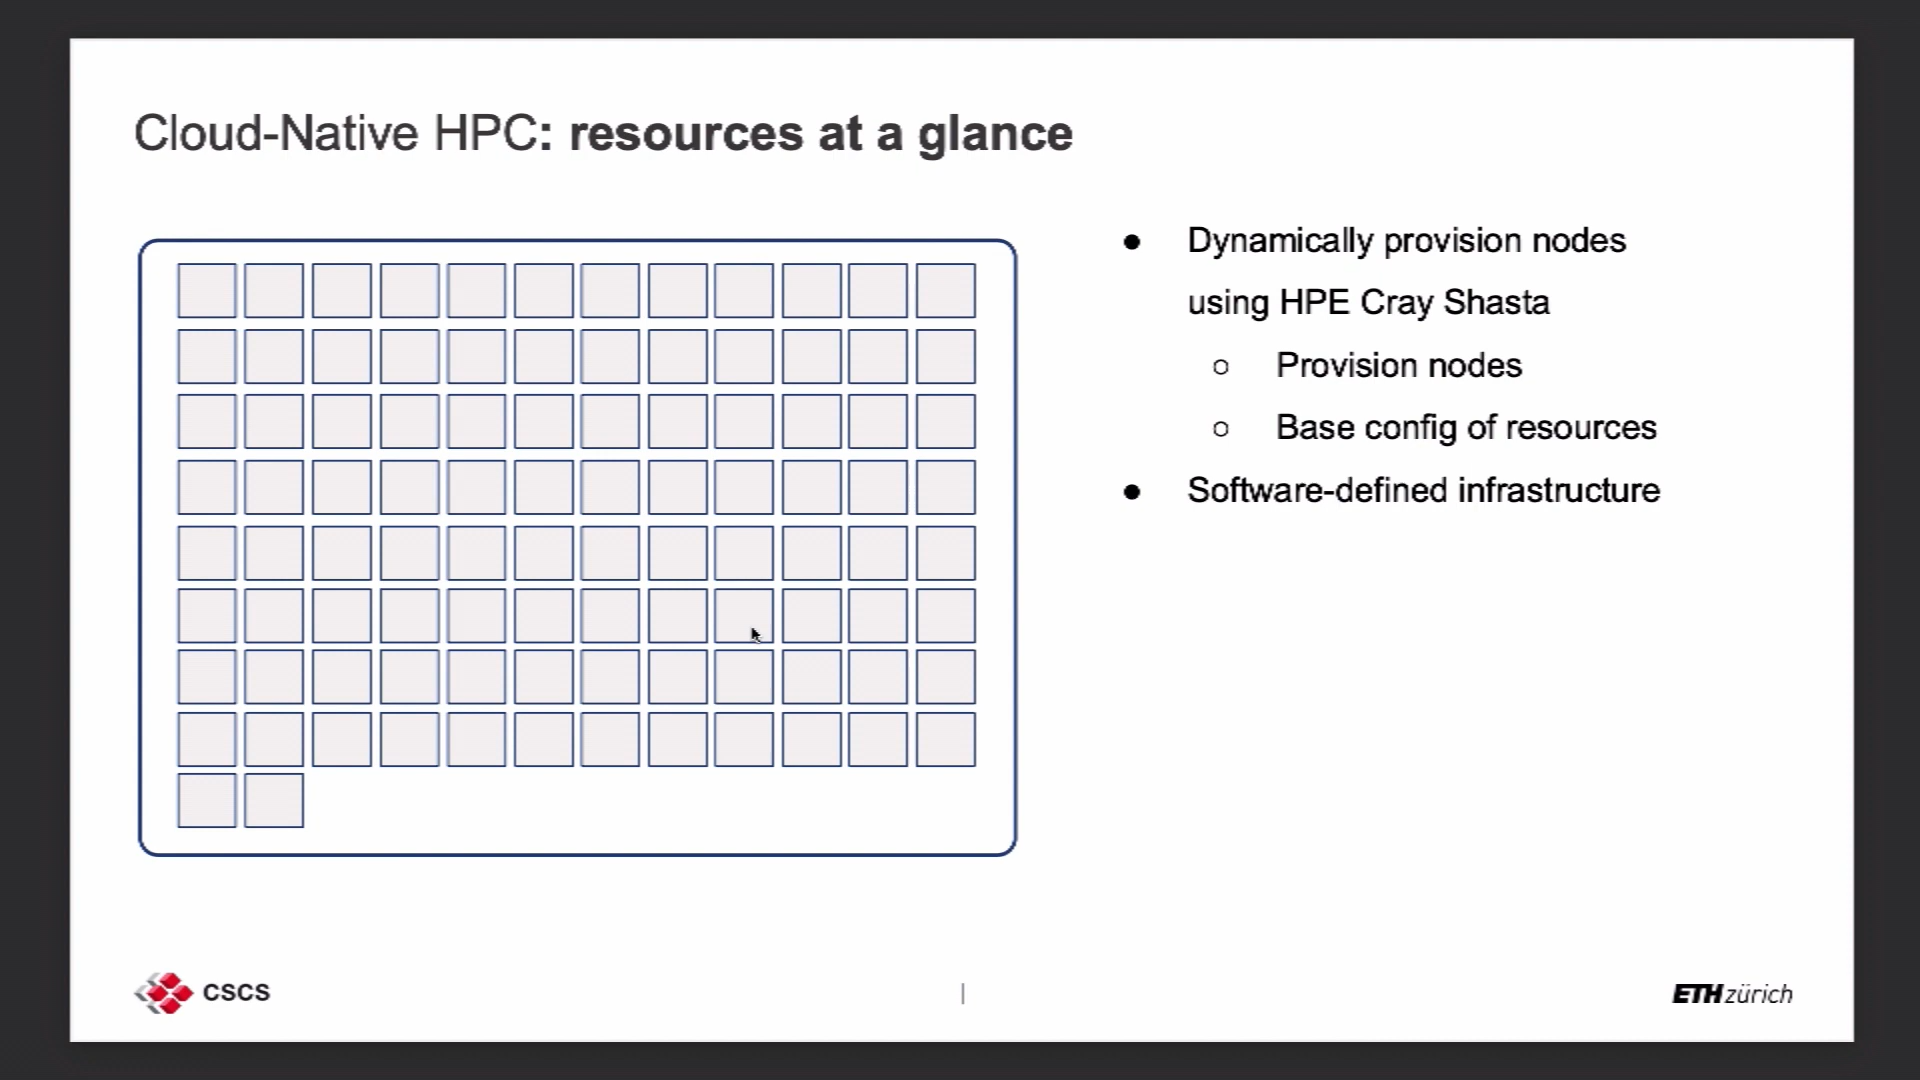 Cloud-Native HPC: resources at a glance
● Dynamically provision nodes
using HPE Cray Shasta
○ Provision nodes
○ Base config of resources
● Software-defined infrastructure
CSCS
|
ETH zürich